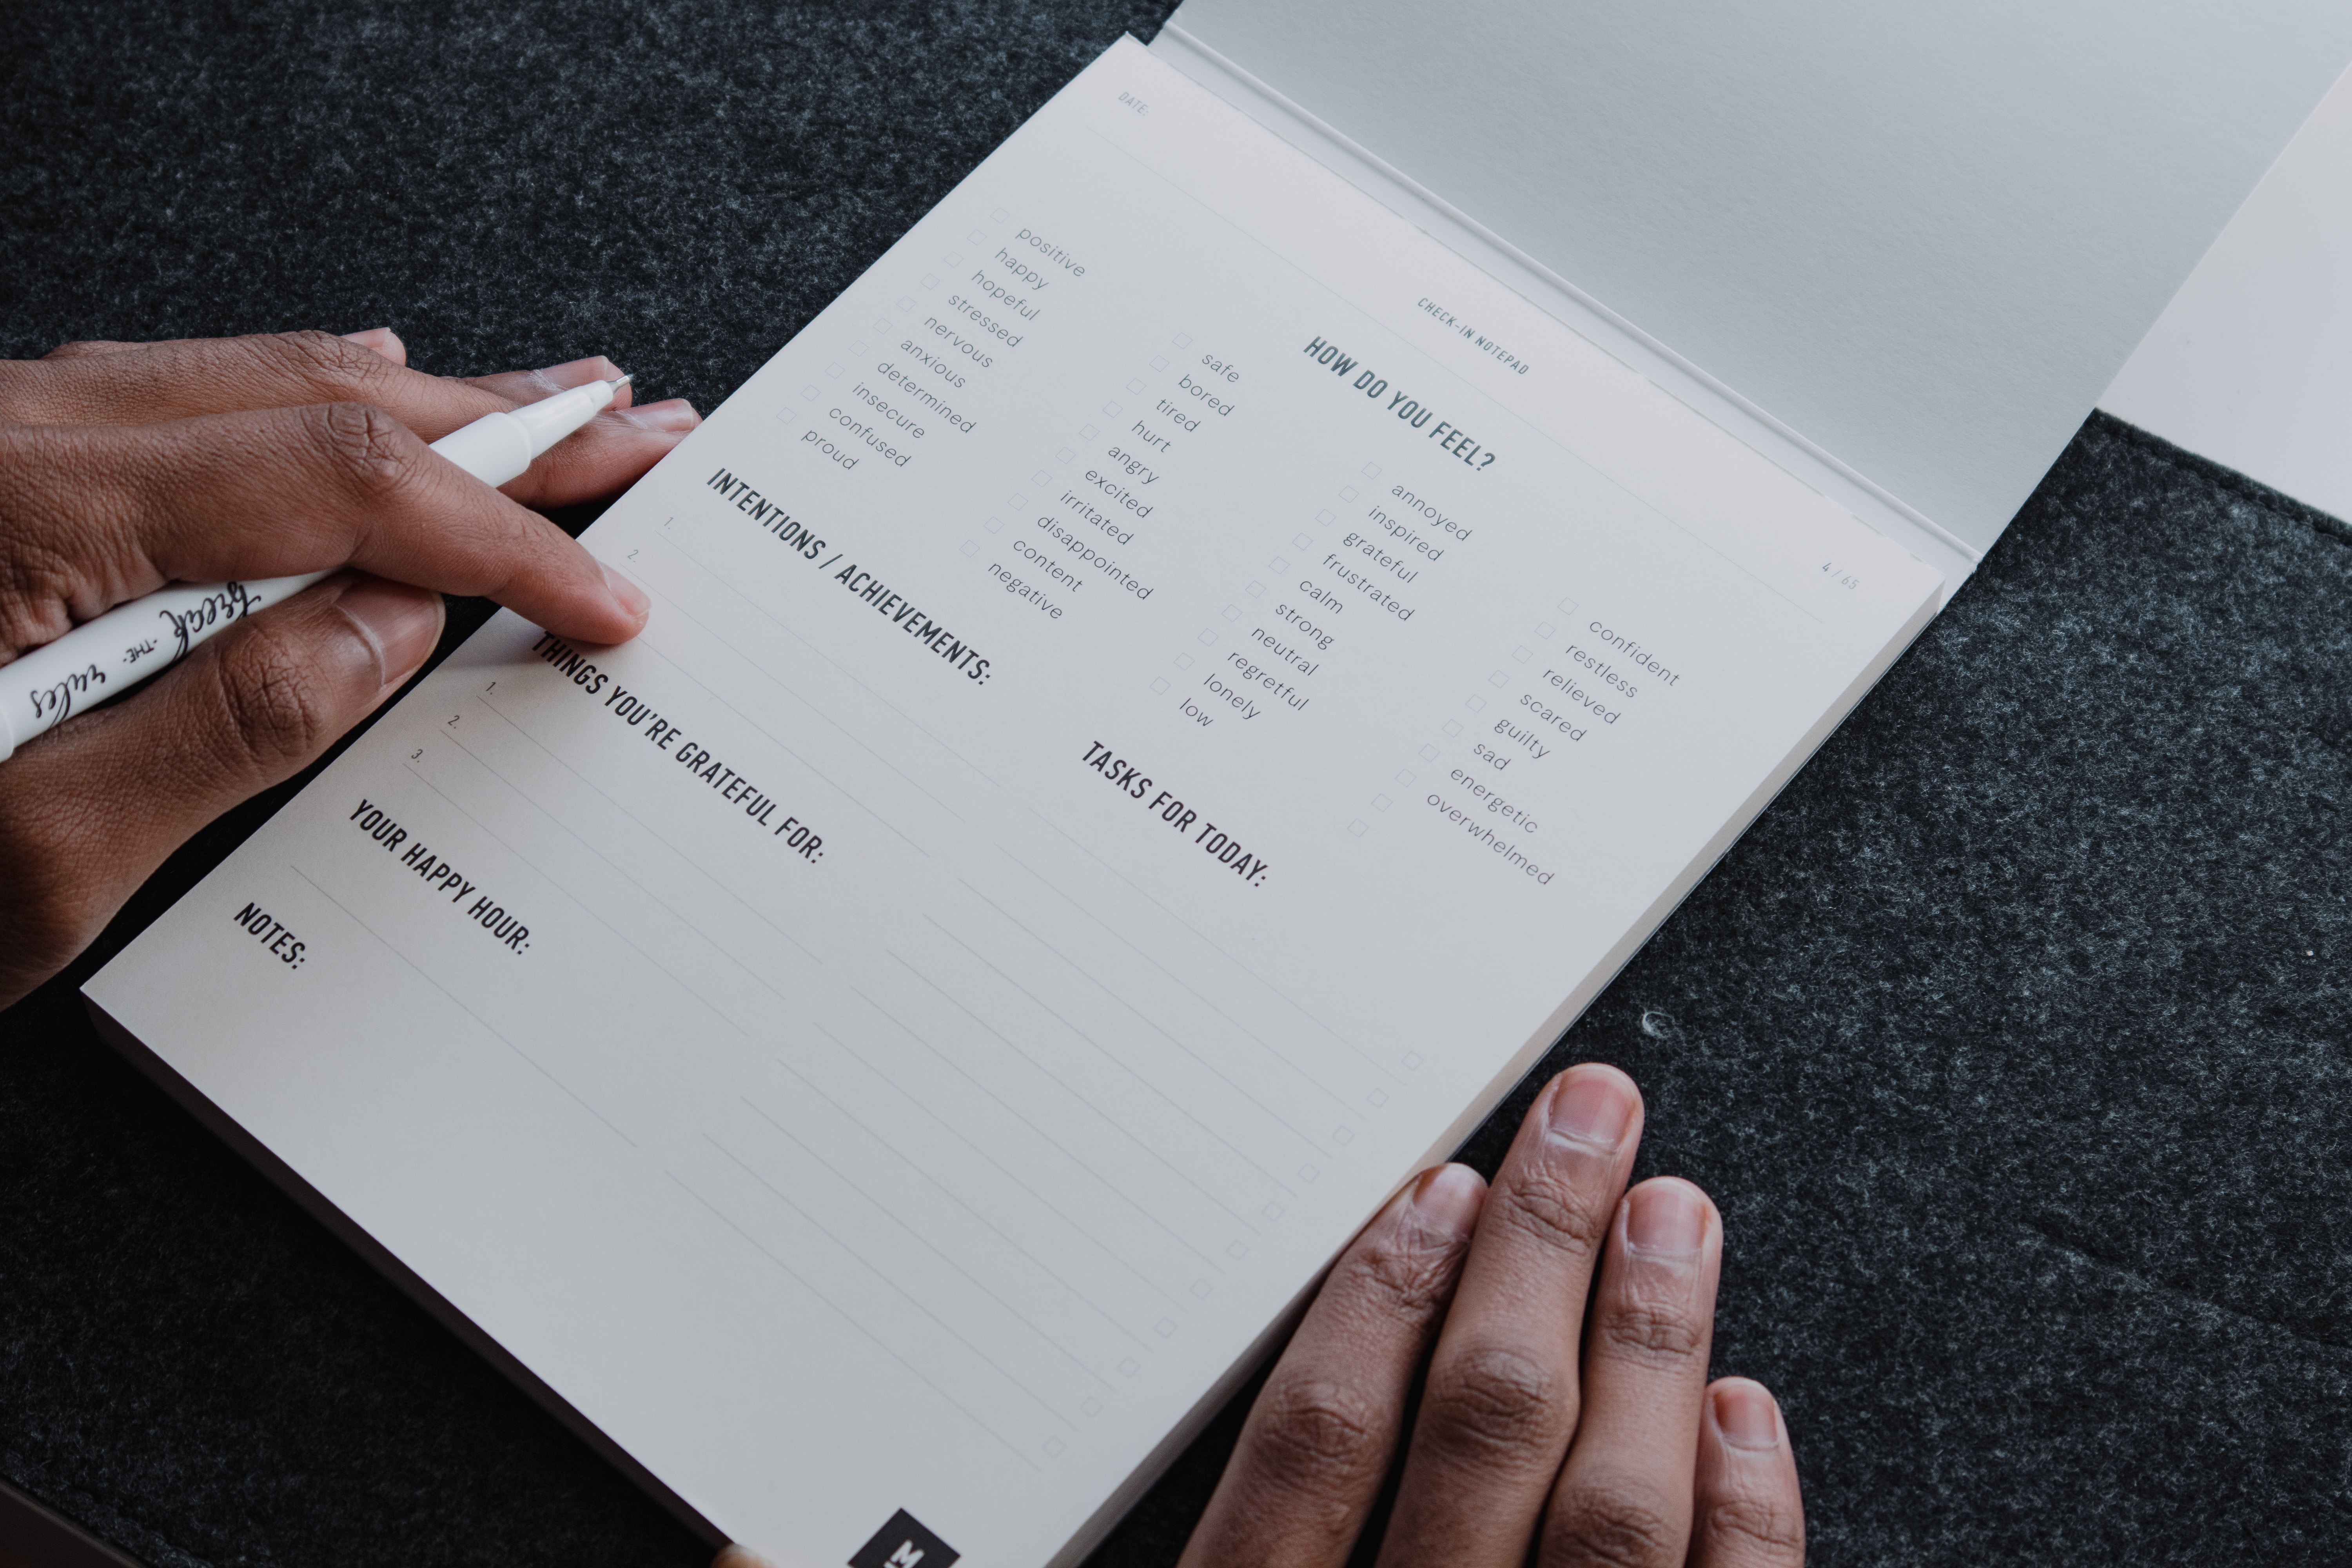 DATE:
CHECK-IN NOTEPAD
4 / 65
HOW DO YOU FEEL?
positive
happy
hopeful
stressed
nervous
anxious
determined
insecure
confused
proud
safe
bored
tired
hurt
angry
excited
irritated
disappointed
content
negative
annoyed
inspired
grateful
frustrated
calm
strong
neutral
regretful
lonely
low
confident
restless
relieved
scared
guilty
sad
energetic
overwhelmed
INTENTIONS / ACHIEVEMENTS:
1.
2.
THINGS YOU'RE GRATEFUL FOR:
1.
2.
3.
YOUR HAPPY HOUR:
NOTES:
TASKS FOR TODAY:
M
break
-THE-
rules